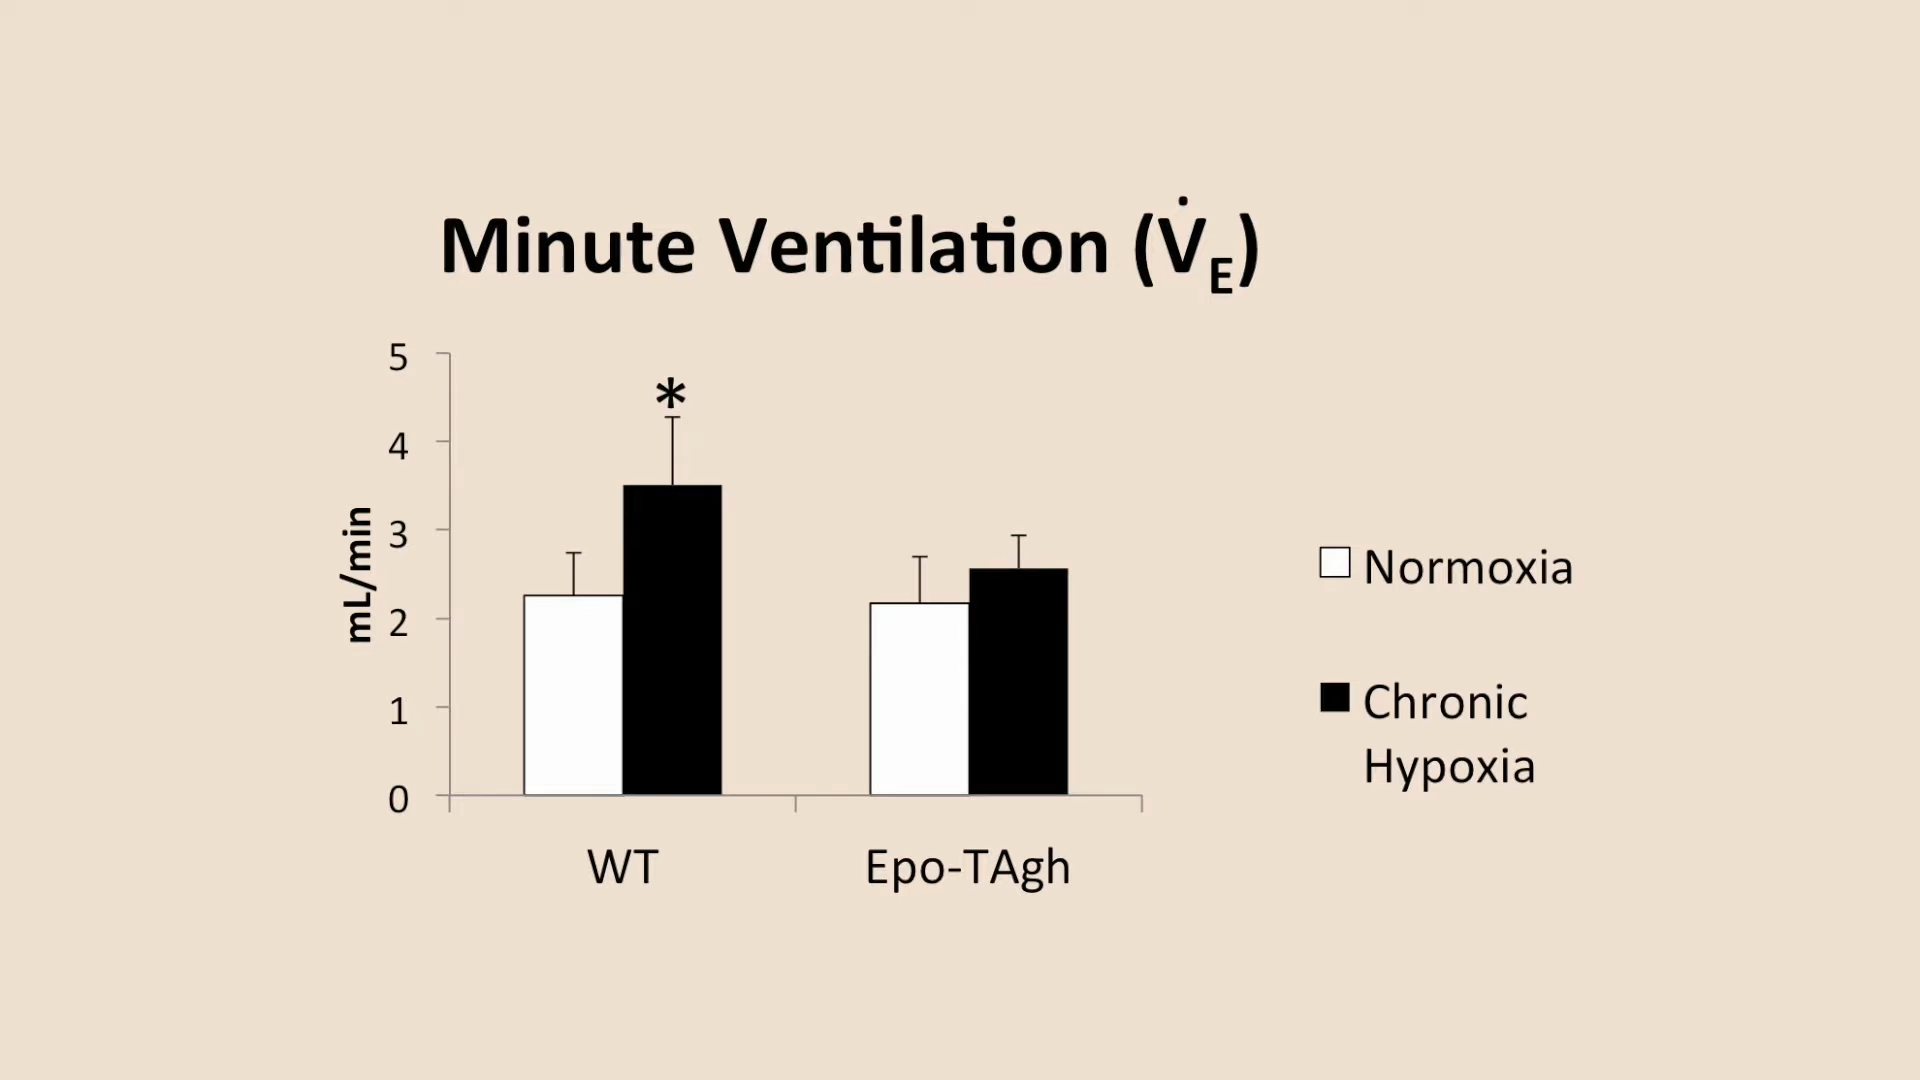 Minute Ventilation (V̇E)
5
*
4
3
2
1
0
mL/min
WT
Epo-TAgh
Normoxia
Chronic
Hypoxia